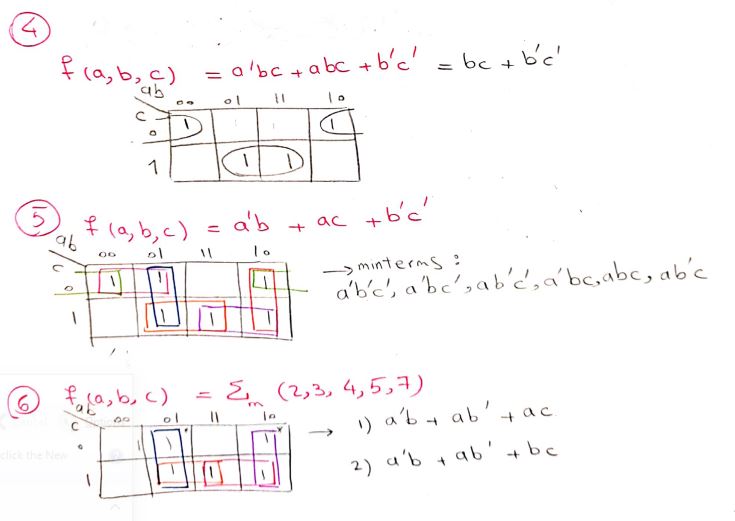 4
f(a,b,c) = a'bc + abc + b'c' = bc + b'c'
ab
00 01 11 10
c
0 1 1
1 1 1
5 f(a,b,c) = a'b + ac + b'c'
ab
00 01 11 10
c
0 1 1 1
1 1 1 1
→ minterms :
a'b'c', a'bc', ab'c', a'bc, abc, ab'c
6 f(a,b,c) = Σm (2,3,4,5,7)
ab
c 00 01 11 10
0 1 1
1 1 1 1
→ 1) a'b + ab' + ac
2) a'b + ab' + bc
click the New